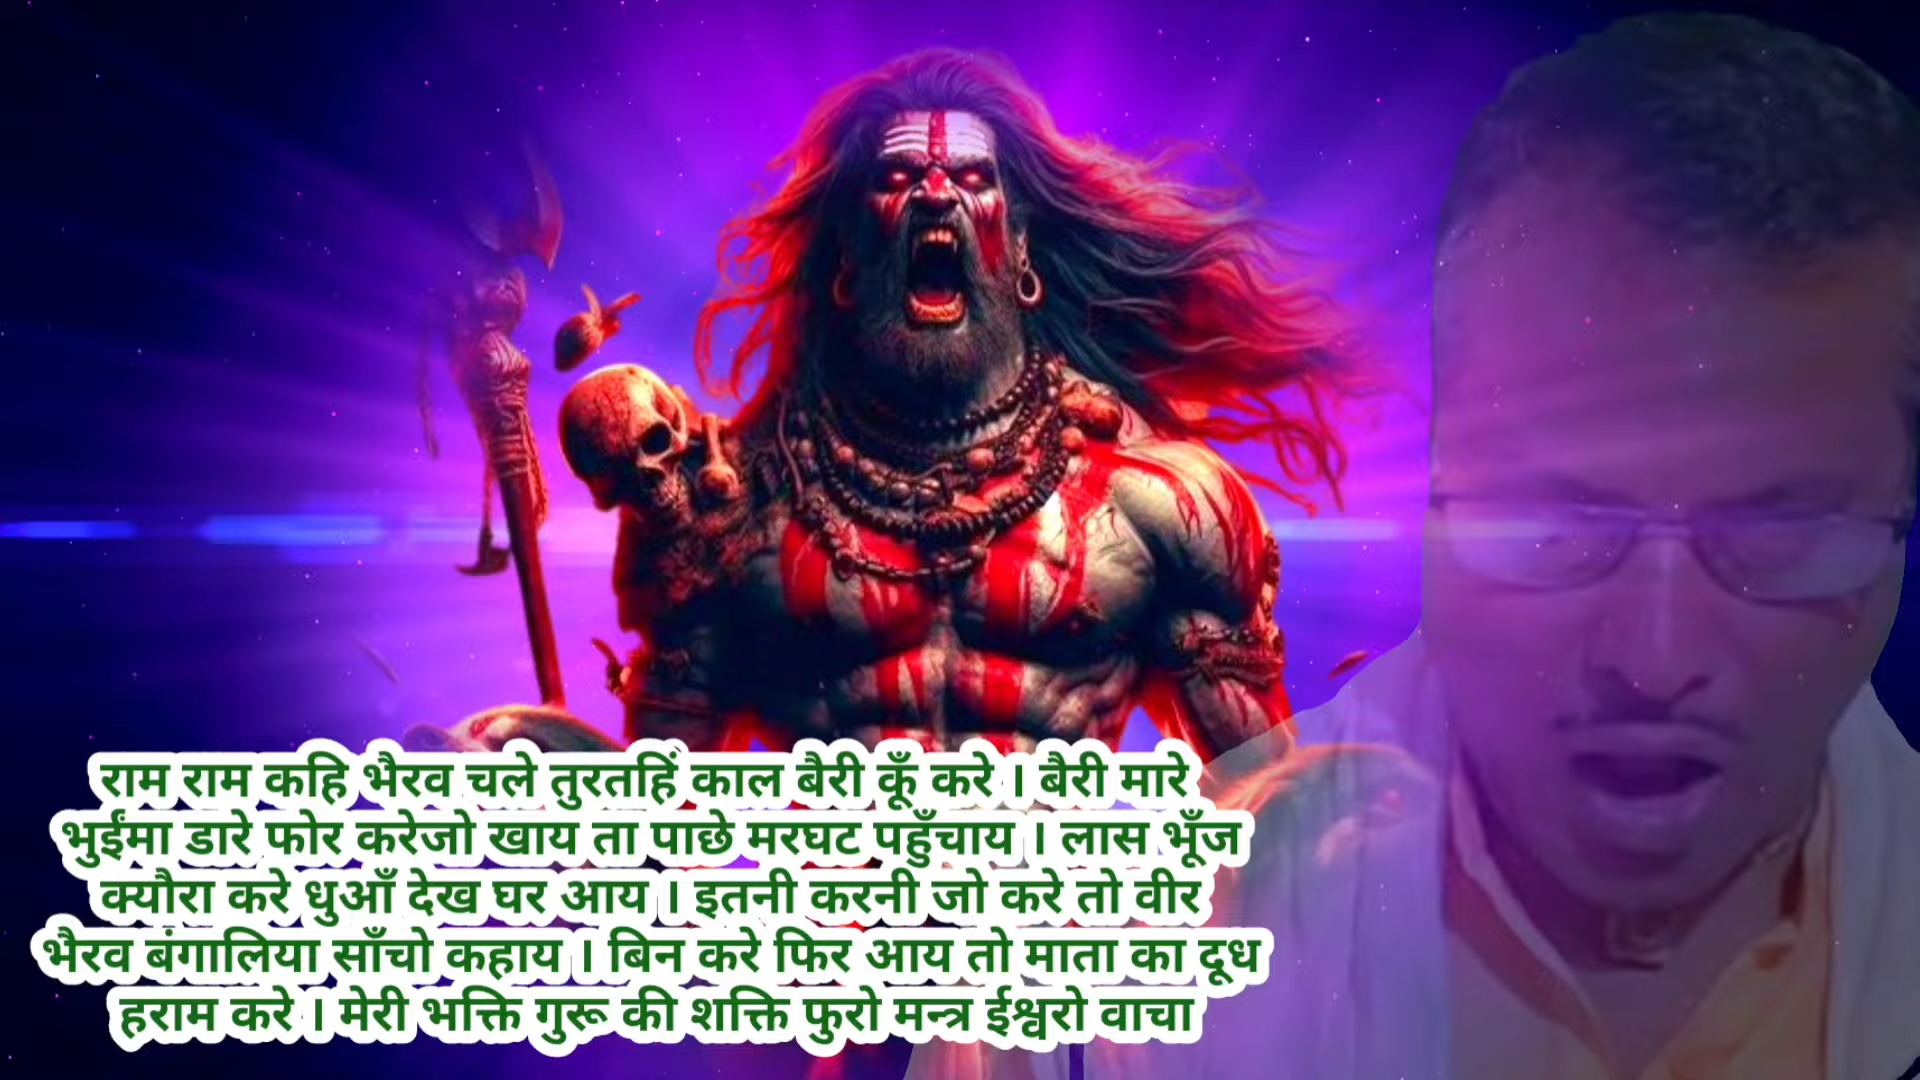 राम राम कहि भैरव चले तुरतहिं काल बैरी कूँ करे । बैरी मारे
भुईंमा डारे फोर करेजो खाय ता पाछे मरघट पहुँचाय । लास भूँज
क्यौरा करे धुआँ देख घर आय । इतनी करनी जो करे तो वीर
भैरव बंगालिया साँचो कहाय । बिन करे फिर आय तो माता का दूध
हराम करे । मेरी भक्ति गुरू की शक्ति फुरो मन्त्र ईश्वरो वाचा